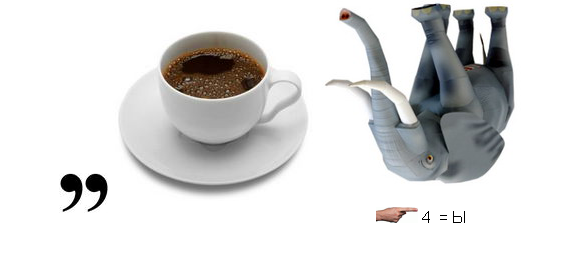 ,,
4 = Ы